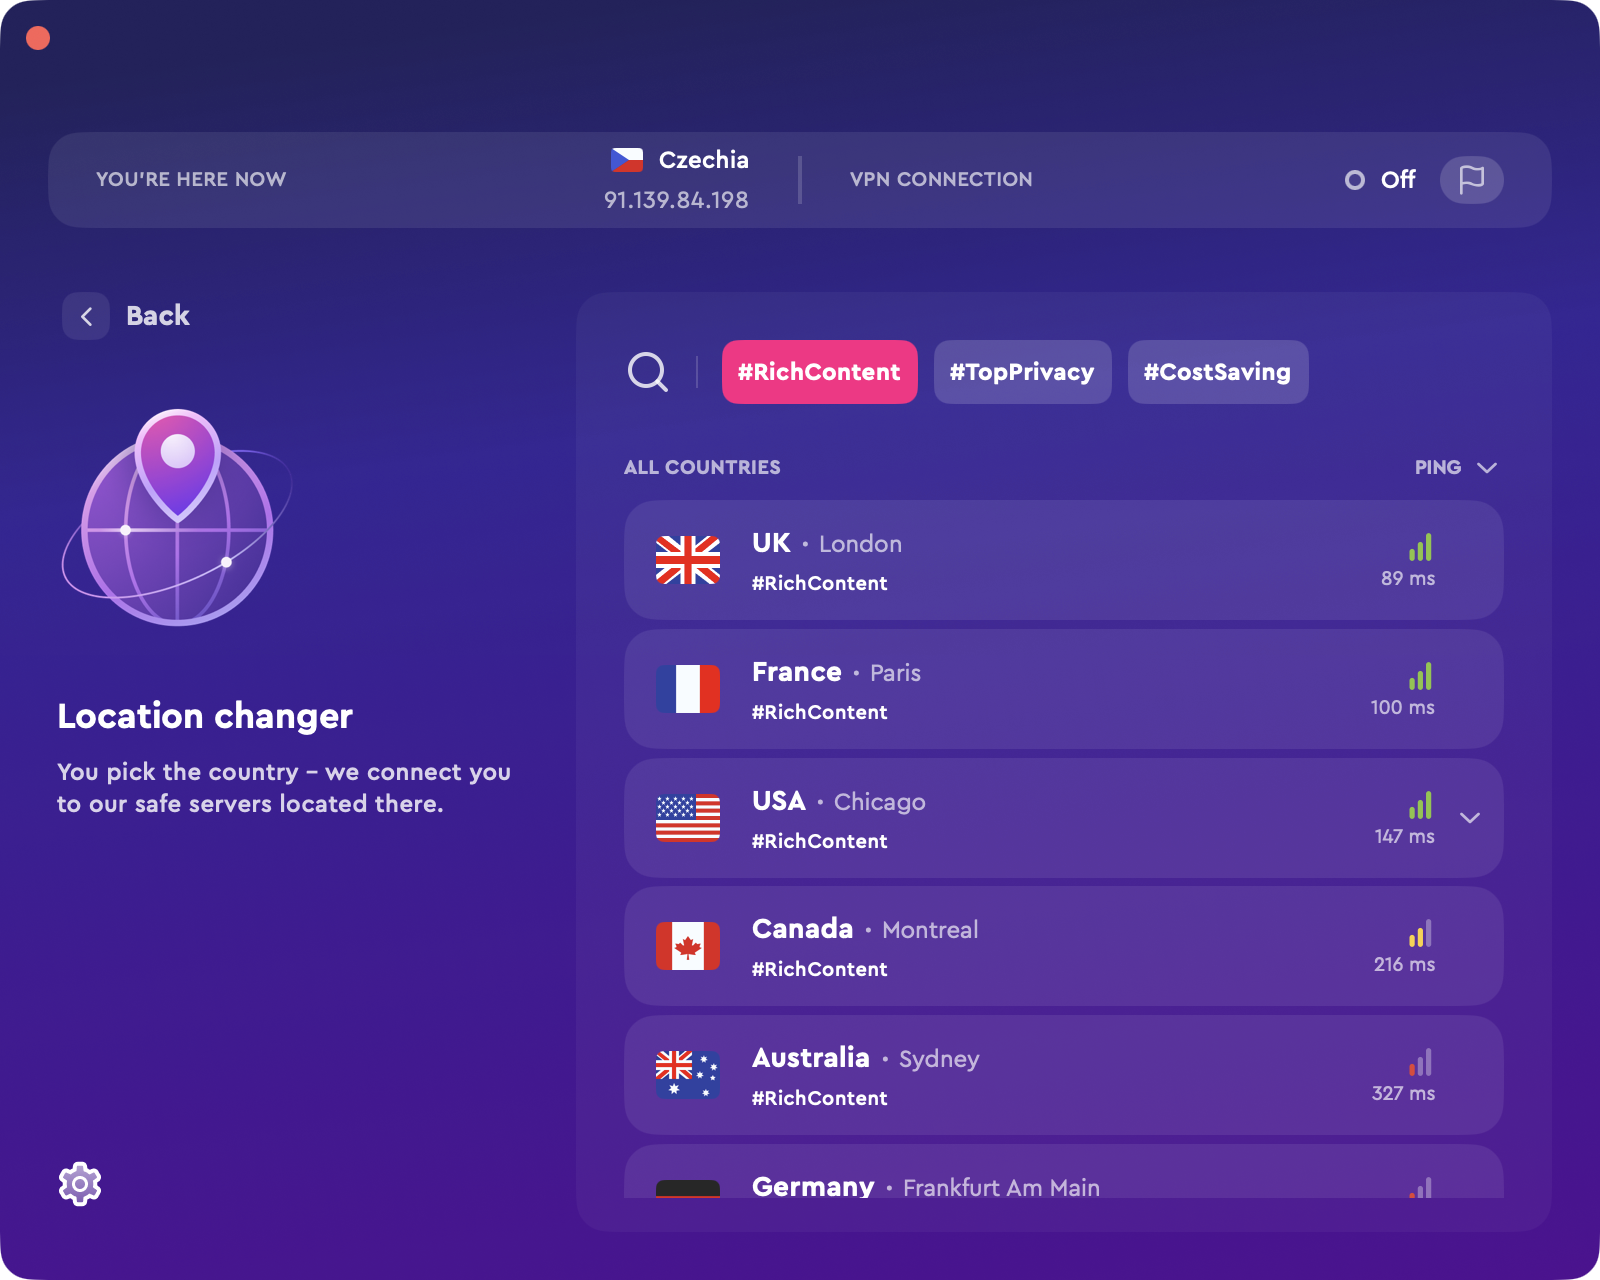 YOU'RE HERE NOW
Czechia
91.139.84.198
VPN CONNECTION
Off
Back
Location changer
You pick the country – we connect you
to our safe servers located there.
#RichContent
#TopPrivacy
#CostSaving
ALL COUNTRIES
PING
UK • London
#RichContent
89 ms
France • Paris
#RichContent
100 ms
USA • Chicago
#RichContent
147 ms
Canada • Montreal
#RichContent
216 ms
Australia • Sydney
#RichContent
327 ms
Germany • Frankfurt Am Main